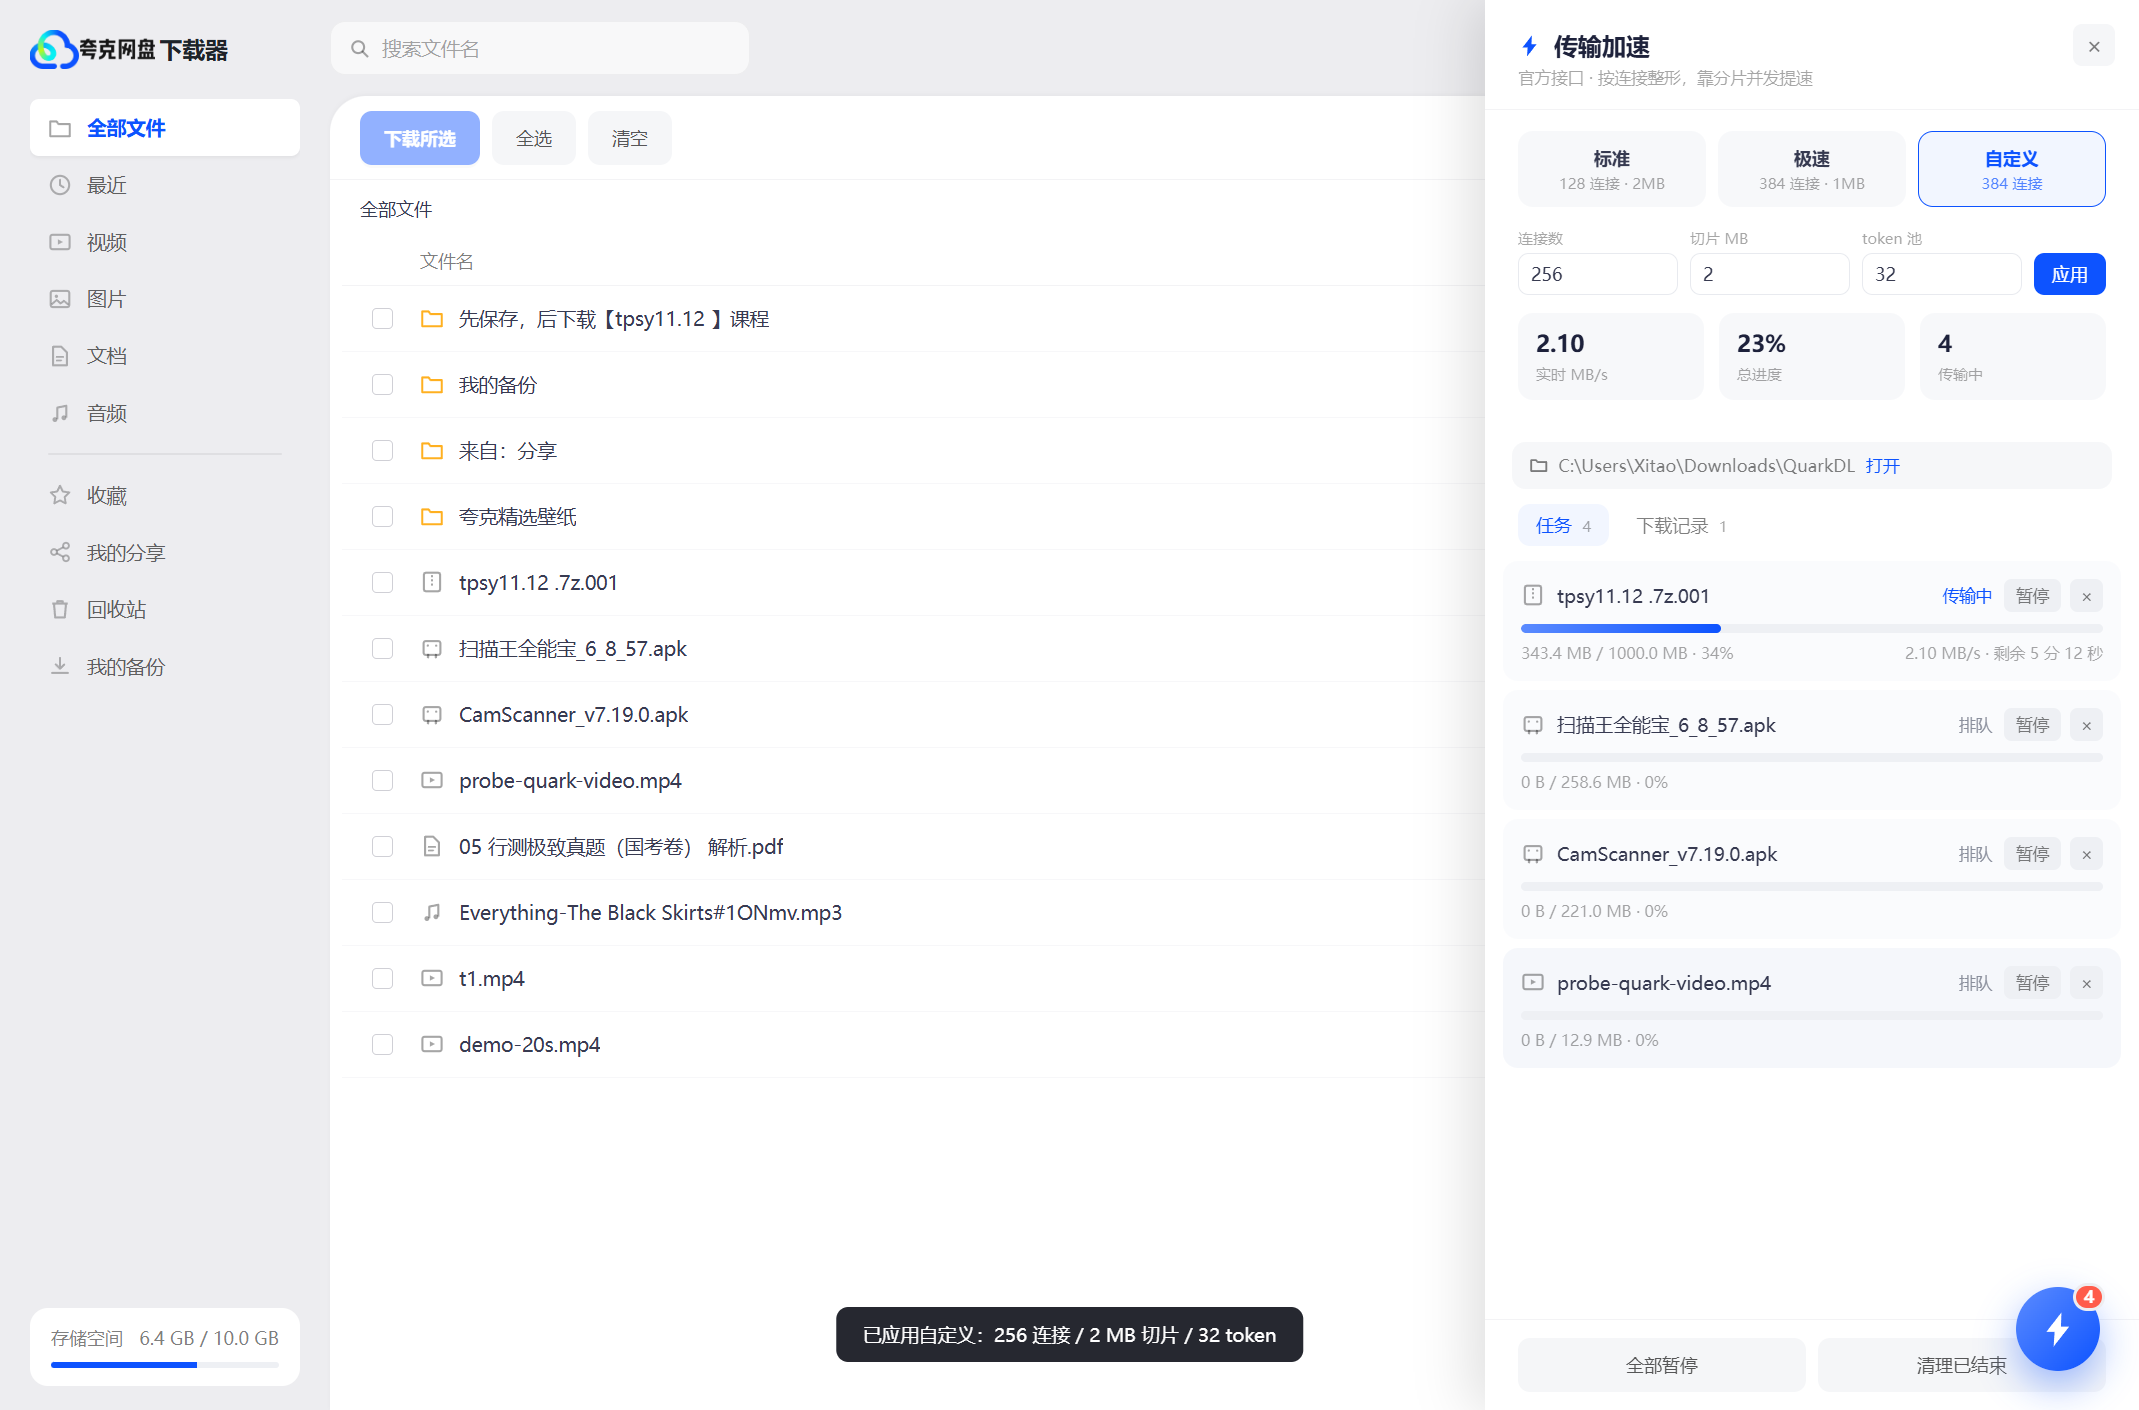 夸克网盘下载器
搜索文件名
全部文件
最近
视频
图片
文档
音频
收藏
我的分享
回收站
我的备份
存储空间 6.4 GB / 10.0 GB
下载所选
全选
清空
全部文件
文件名
先保存，后下载【tpsy11.12 】课程
我的备份
来自：分享
夸克精选壁纸
tpsy11.12 .7z.001
扫描王全能宝_6_8_57.apk
CamScanner_v7.19.0.apk
probe-quark-video.mp4
05 行测极致真题（国考卷） 解析.pdf
Everything-The Black Skirts#1ONmv.mp3
t1.mp4
demo-20s.mp4
已应用自定义：256 连接 / 2 MB 切片 / 32 token
传输加速
×
官方接口 · 按连接整形，靠分片并发提速
标准
128 连接 · 2MB
极速
384 连接 · 1MB
自定义
384 连接
连接数
切片 MB
token 池
256
2
32
应用
2.10
实时 MB/s
23%
总进度
4
传输中
C:\Users\Xitao\Downloads\QuarkDL 打开
任务 4
下载记录 1
tpsy11.12 .7z.001
传输中 暂停 ×
343.4 MB / 1000.0 MB · 34%
2.10 MB/s · 剩余 5 分 12 秒
扫描王全能宝_6_8_57.apk
排队 暂停 ×
0 B / 258.6 MB · 0%
CamScanner_v7.19.0.apk
排队 暂停 ×
0 B / 221.0 MB · 0%
probe-quark-video.mp4
排队 暂停 ×
0 B / 12.9 MB · 0%
4
全部暂停
清理已结束